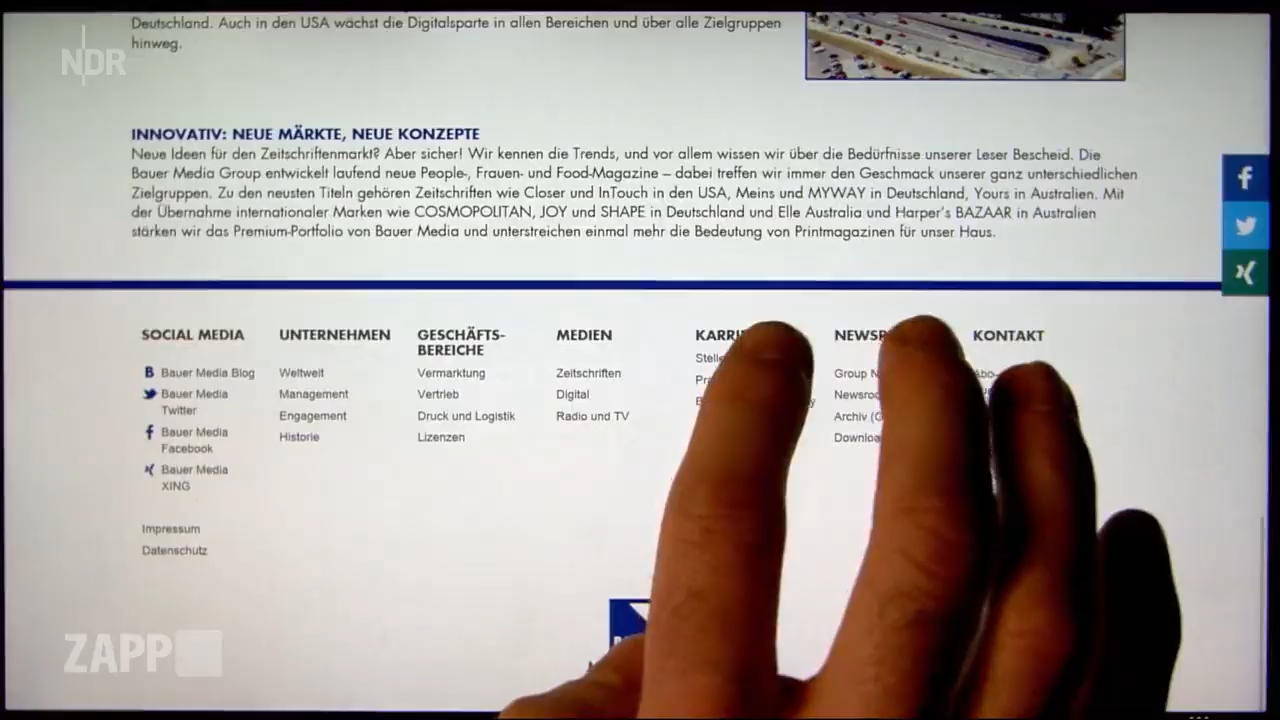 Deutschland. Auch in den USA wächst die Digitalsparte in allen Bereichen und über alle Zielgruppen
hinweg.
NDR
INNOVATIV: NEUE MÄRKTE, NEUE KONZEPTE
Neue Ideen für den Zeitschriftenmarkt? Aber sicher! Wir kennen die Trends, und vor allem wissen wir über die Bedürfnisse unserer Leser Bescheid. Die
Bauer Media Group entwickelt laufend neue People-, Frauen- und Food-Magazine – dabei treffen wir immer den Geschmack unserer ganz unterschiedlichen
Zielgruppen. Zu den neusten Titeln gehören Zeitschriften wie Closer und InTouch in den USA, Meins und MYWAY in Deutschland, Yours in Australien. Mit
der Übernahme internationaler Marken wie COSMOPOLITAN, JOY und SHAPE in Deutschland und Elle Australia und Harper's BAZAAR in Australien
stärken wir das Premium-Portfolio von Bauer Media und unterstreichen einmal mehr die Bedeutung von Printmagazinen für unser Haus.
SOCIAL MEDIA
Bauer Media Blog
Bauer Media
Twitter
Bauer Media
Facebook
Bauer Media
XING
Impressum
Datenschutz
UNTERNEHMEN
Weltweit
Management
Engagement
Historie
GESCHÄFTS-
BEREICHE
Vermarktung
Vertrieb
Druck und Logistik
Lizenzen
MEDIEN
Zeitschriften
Digital
Radio und TV
Group
Archiv
KONTAKT
Abo-
ZAPP